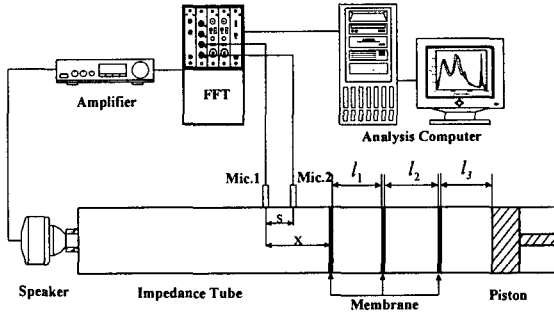 Amplifier
FFT
Analysis Computer
Mic.1
Mic.2
l₁
l₂
l₃
S
X
Speaker
Impedance Tube
Membrane
Piston